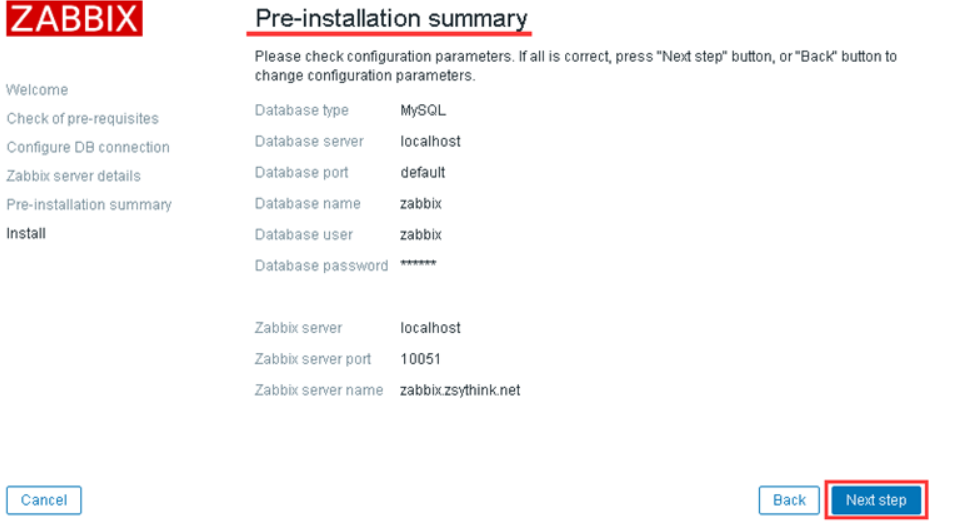 ZABBIX
Pre-installation summary
Please check configuration parameters. If all is correct, press "Next step" button, or "Back" button to
change configuration parameters.
Welcome
Check of pre-requisites
Configure DB connection
Zabbix server details
Pre-installation summary
Install
Database type MySQL
Database server localhost
Database port default
Database name zabbix
Database user zabbix
Database password ******
Zabbix server localhost
Zabbix server port 10051
Zabbix server name zabbix.zsythink.net
Cancel
Back
Next step